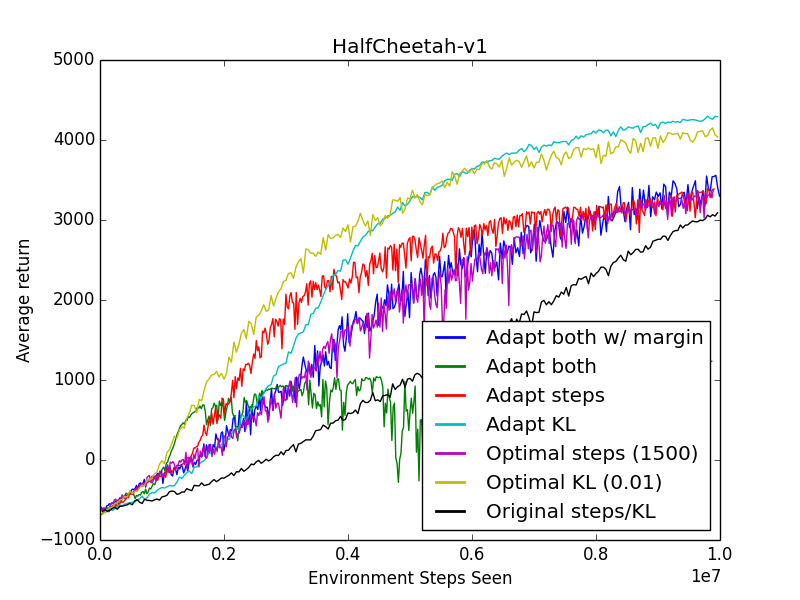 HalfCheetah-v1
5000
4000
3000
2000
1000
0
−1000
Average return
Adapt both w/ margin
Adapt both
Adapt steps
Adapt KL
Optimal steps (1500)
Optimal KL (0.01)
Original steps/KL
0.0 0.2 0.4 0.6 0.8 1.0
1e7
Environment Steps Seen